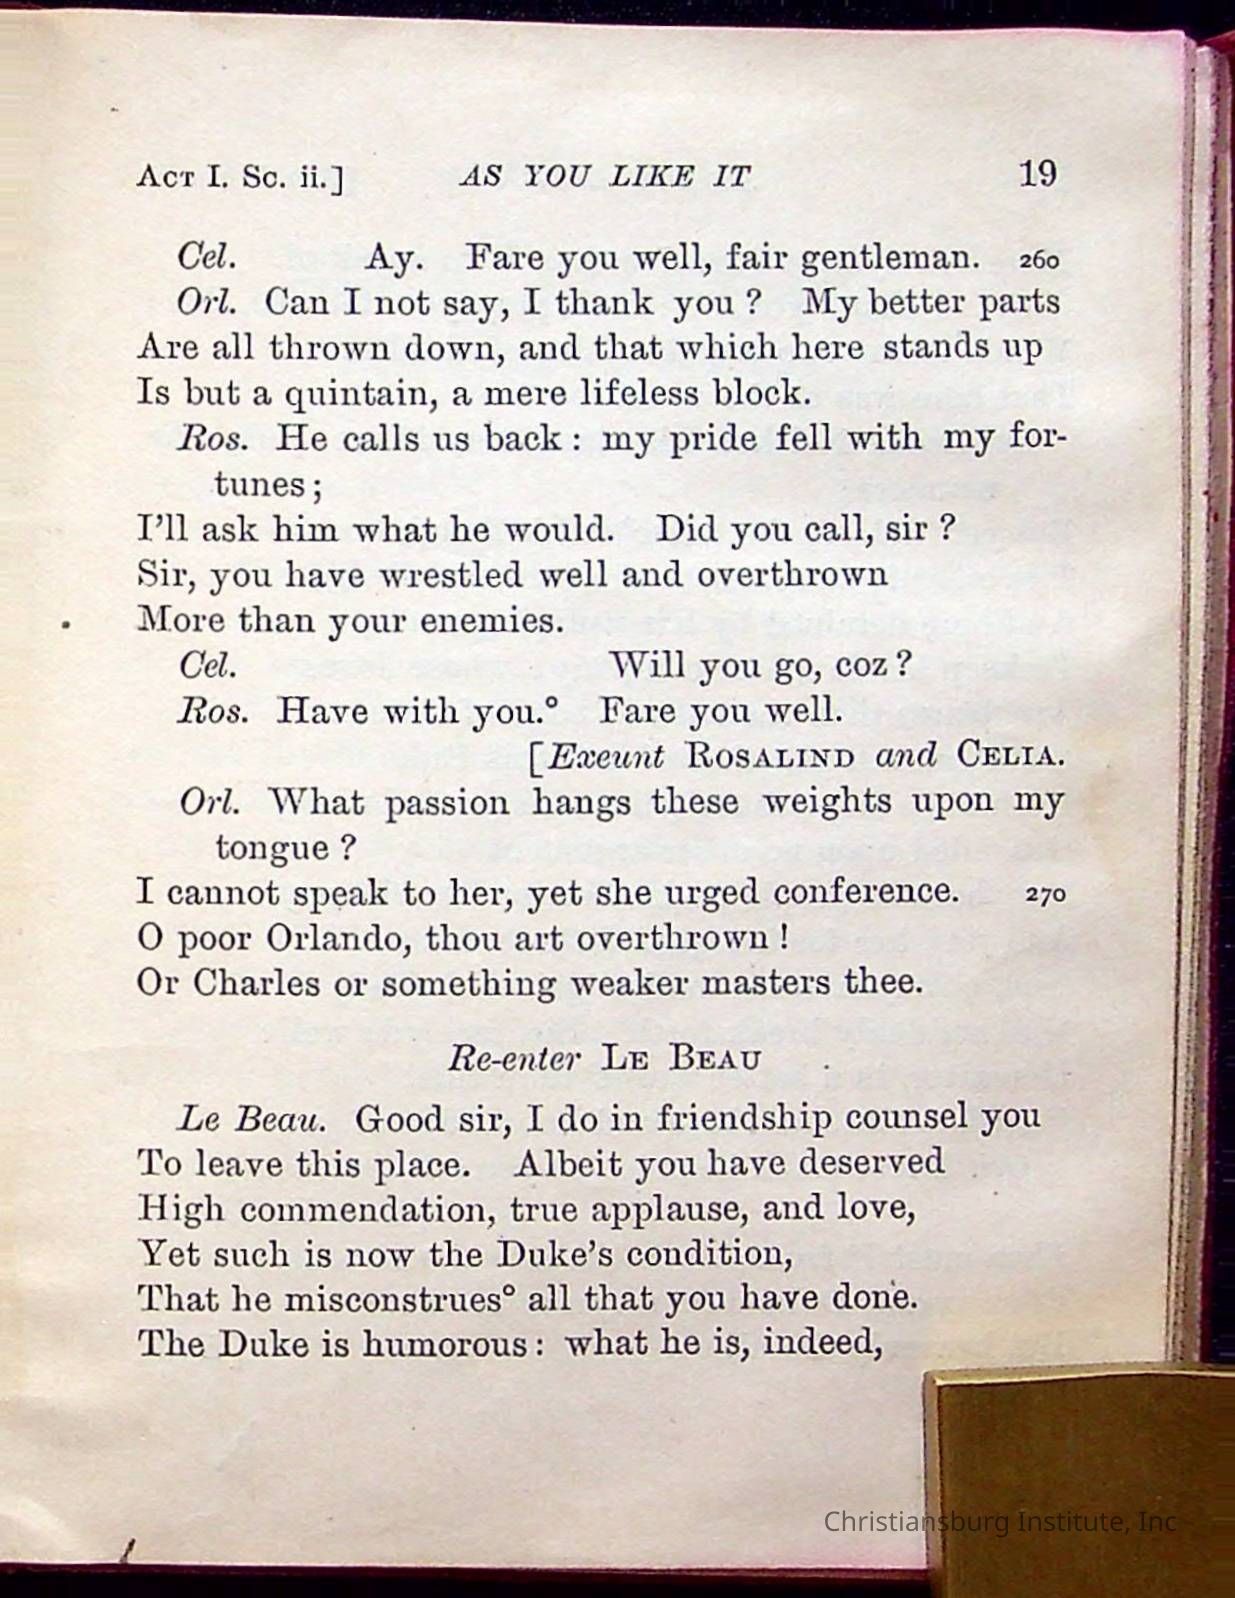 ACT I. Sc. ii.] AS YOU LIKE IT 19
Cel. Ay. Fare you well, fair gentleman. 260
Orl. Can I not say, I thank you? My better parts
Are all thrown down, and that which here stands up
Is but a quintain, a mere lifeless block.
Ros. He calls us back: my pride fell with my for-
tunes;
I'll ask him what he would. Did you call, sir?
Sir, you have wrestled well and overthrown
More than your enemies.
Cel. Will you go, coz?
Ros. Have with you.° Fare you well.
[Exeunt ROSALIND and CELIA.
Orl. What passion hangs these weights upon my
tongue?
I cannot speak to her, yet she urged conference. 270
O poor Orlando, thou art overthrown!
Or Charles or something weaker masters thee.
Re-enter LE BEAU
Le Beau. Good sir, I do in friendship counsel you
To leave this place. Albeit you have deserved
High commendation, true applause, and love,
Yet such is now the Duke's condition,
That he misconstrues° all that you have done.
The Duke is humorous: what he is, indeed,
Christiansburg Institute, Inc